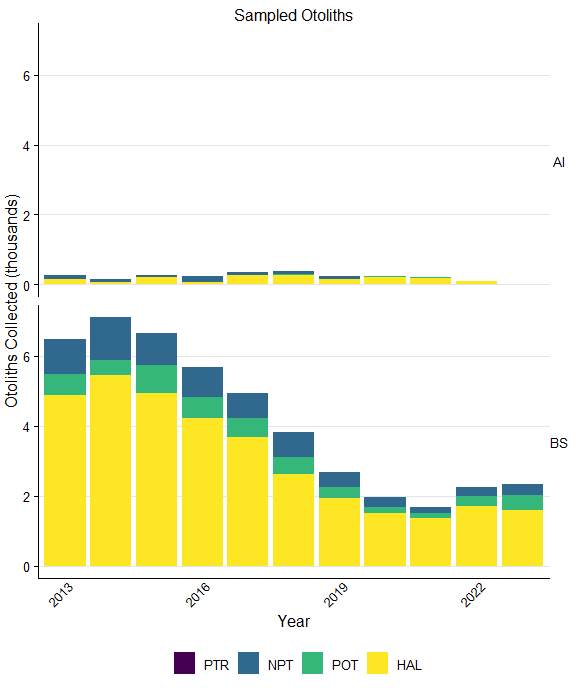 Sampled Otoliths
6
4
2
0
AI
Otoliths Collected (thousands)
6
4
2
0
BS
2013 2016 2019 2022
Year
PTR NPT POT HAL